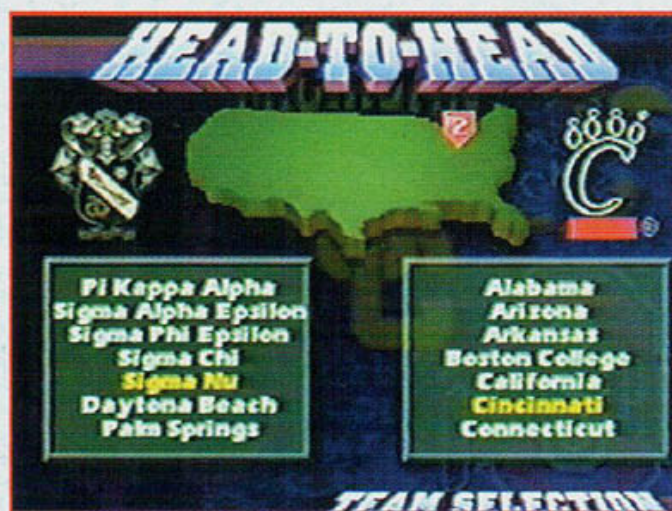 HEAD-TO-HEAD
2
C
Pi Kappa Alpha
Sigma Alpha Epsilon
Sigma Phi Epsilon
Sigma Chi
Sigma Nu
Daytona Beach
Palm Springs
Alabama
Arizona
Arkansas
Boston College
California
Cincinnati
Connecticut
TEAM SELECTION